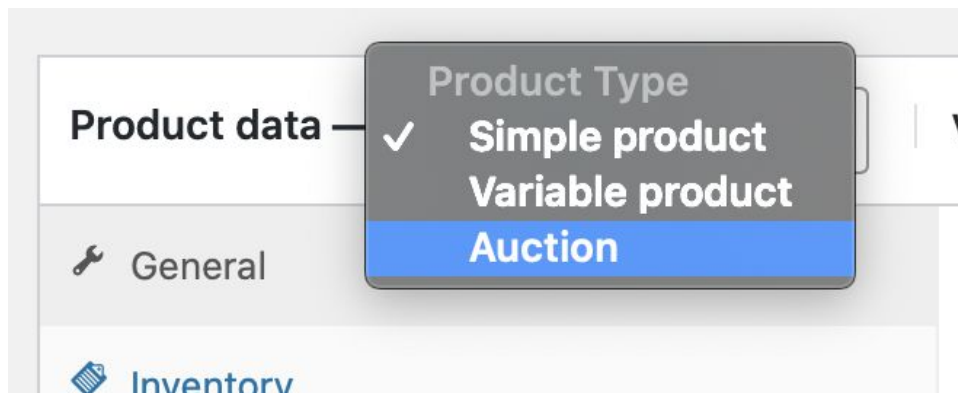 Product Type
Product data —
✓ Simple product
Variable product
Auction
General
Inventory